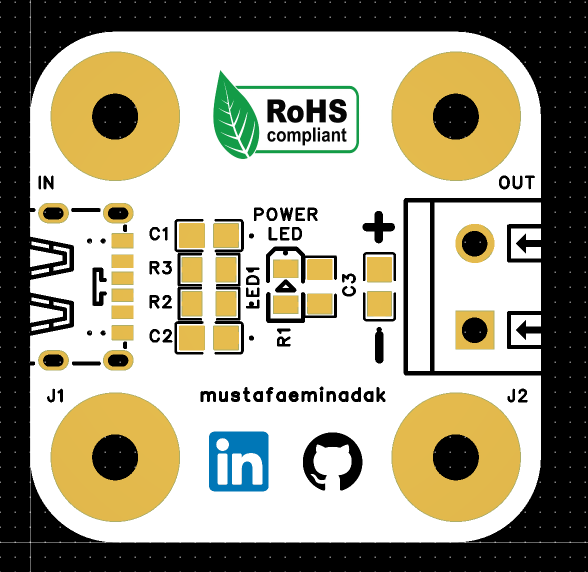 RoHS
compliant
IN
OUT
POWER
LED
+
C1
R3
LED1
C3
R2
R1
C2
-
J1
mustafaeminadak
J2
in